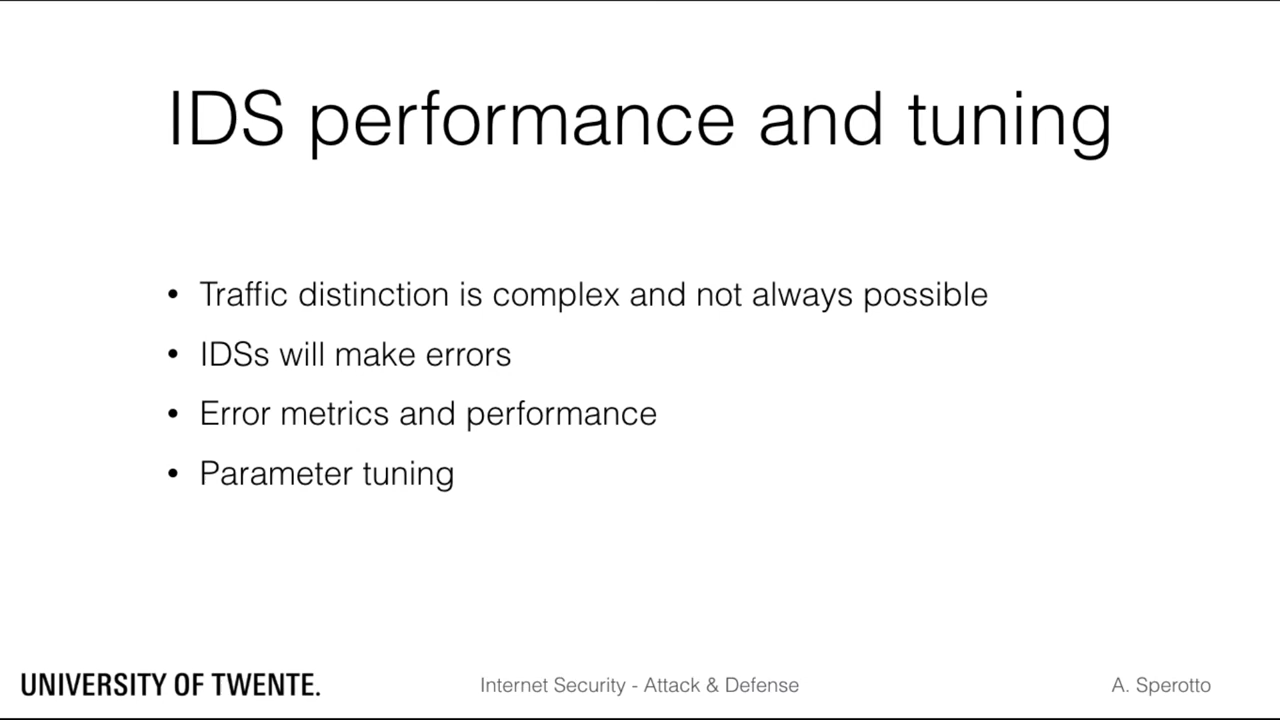 IDS performance and tuning
• Traffic distinction is complex and not always possible
• IDSs will make errors
• Error metrics and performance
• Parameter tuning
UNIVERSITY OF TWENTE.
Internet Security - Attack & Defense
A. Sperotto